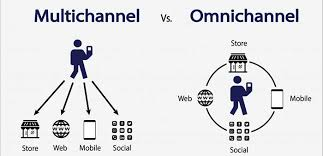 Multichannel Vs. Omnichannel
Store
Web Mobile
Social
Store Web Mobile Social